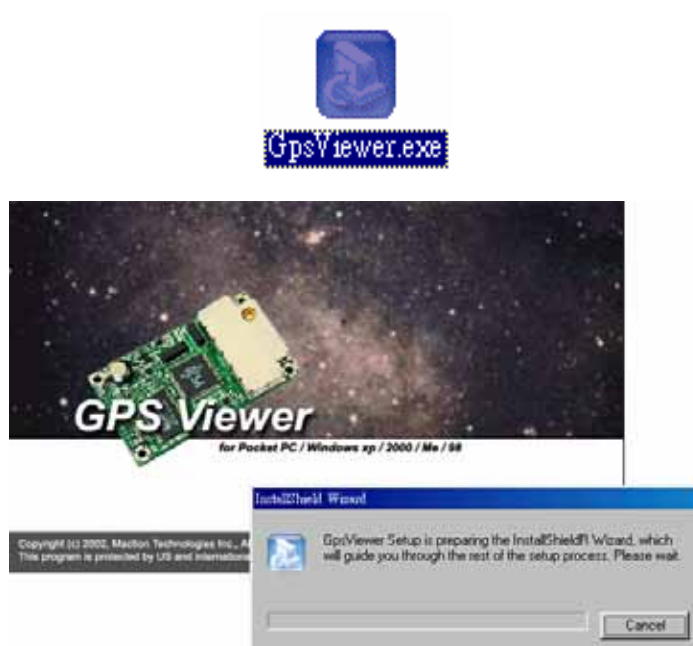 GpsViewer.exe
GPS Viewer
for Pocket PC / Windows xp / 2000 / Me / 98
Copyright (c) 2002, Maction Technologies Inc.,
This program is protected by US and international
InstallShield Wizard
GpsViewer Setup is preparing the InstallShieldR Wizard, which
will guide you through the rest of the setup process. Please wait.
Cancel